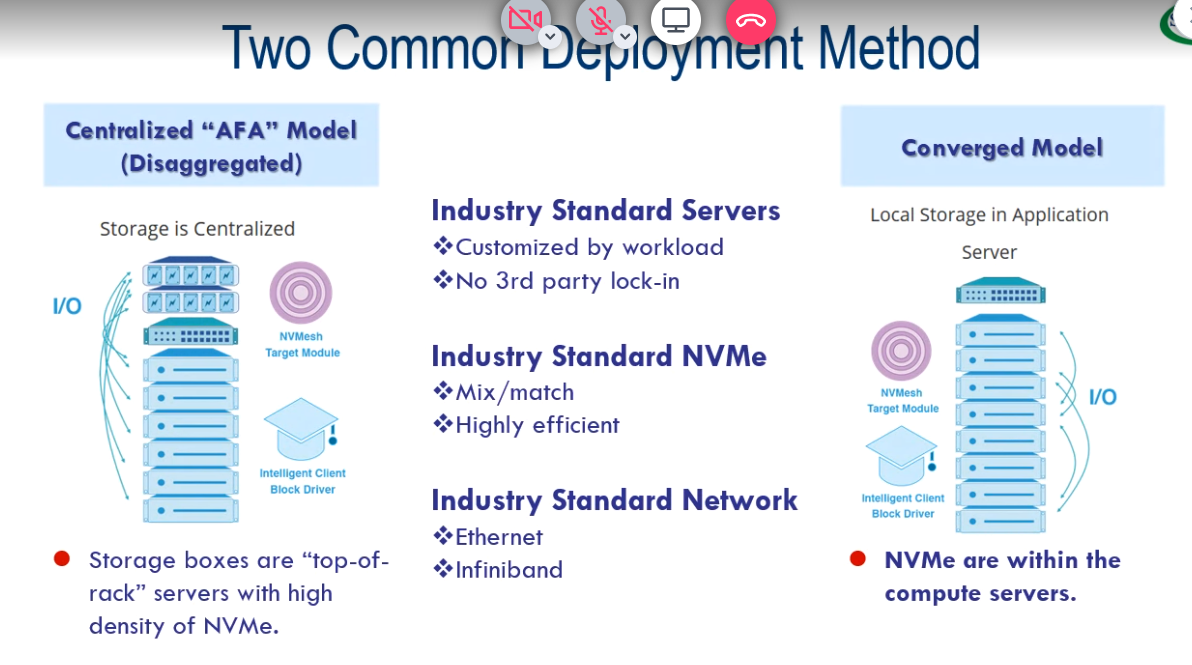 Two Common Deployment Method
Centralized “AFA” Model
(Disaggregated)
Storage is Centralized
I/O
NVMesh
Target Module
Intelligent Client
Block Driver
Storage boxes are “top-of-
rack” servers with high
density of NVMe.
Industry Standard Servers
Customized by workload
No 3rd party lock-in
Industry Standard NVMe
Mix/match
Highly efficient
Industry Standard Network
Ethernet
Infiniband
Converged Model
Local Storage in Application
Server
NVMesh
Target Module
I/O
Intelligent Client
Block Driver
NVMe are within the
compute servers.